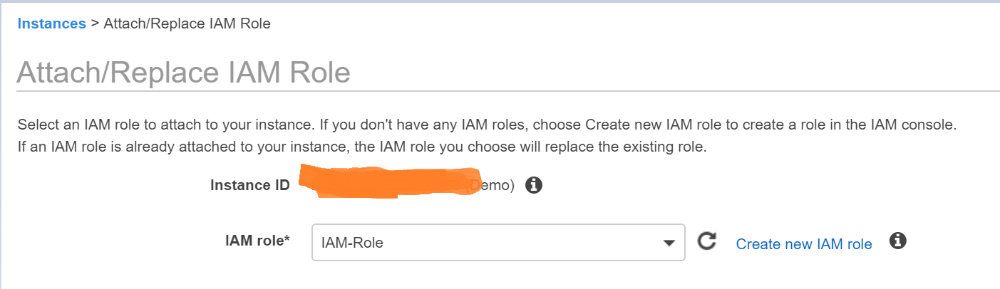 Instances > Attach/Replace IAM Role
Attach/Replace IAM Role
Select an IAM role to attach to your instance. If you don't have any IAM roles, choose Create new IAM role to create a role in the IAM console.
If an IAM role is already attached to your instance, the IAM role you choose will replace the existing role.
Instance ID (Demo)
IAM role* IAM-Role Create new IAM role